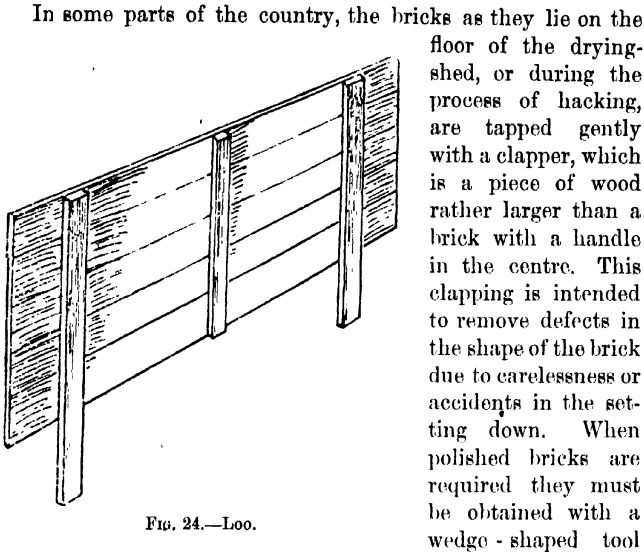 In some parts of the country, the bricks as they lie on the
floor of the drying-
shed, or during the
process of hacking,
are tapped gently
with a clapper, which
is a piece of wood
rather larger than a
brick with a handle
in the centre. This
clapping is intended
to remove defects in
the shape of the brick
due to carelessness or
accidents in the set-
ting down. When
polished bricks are
required they must
be obtained with a
wedge-shaped tool
Fig. 24.—Loo.